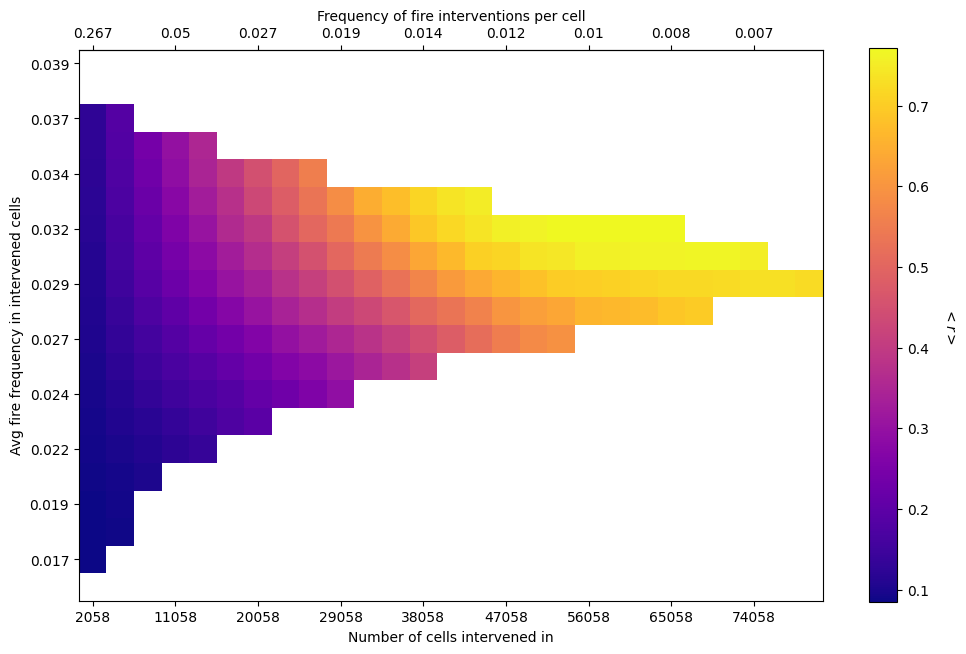 Frequency of fire interventions per cell
0.267 0.05 0.027 0.019 0.014 0.012 0.01 0.008 0.007
Avg fire frequency in intervened cells
0.039
0.037
0.034
0.032
0.029
0.027
0.024
0.022
0.019
0.017
2058 11058 20058 29058 38058 47058 56058 65058 74058
Number of cells intervened in
0.7
0.6
0.5
0.4
0.3
0.2
0.1
< r >